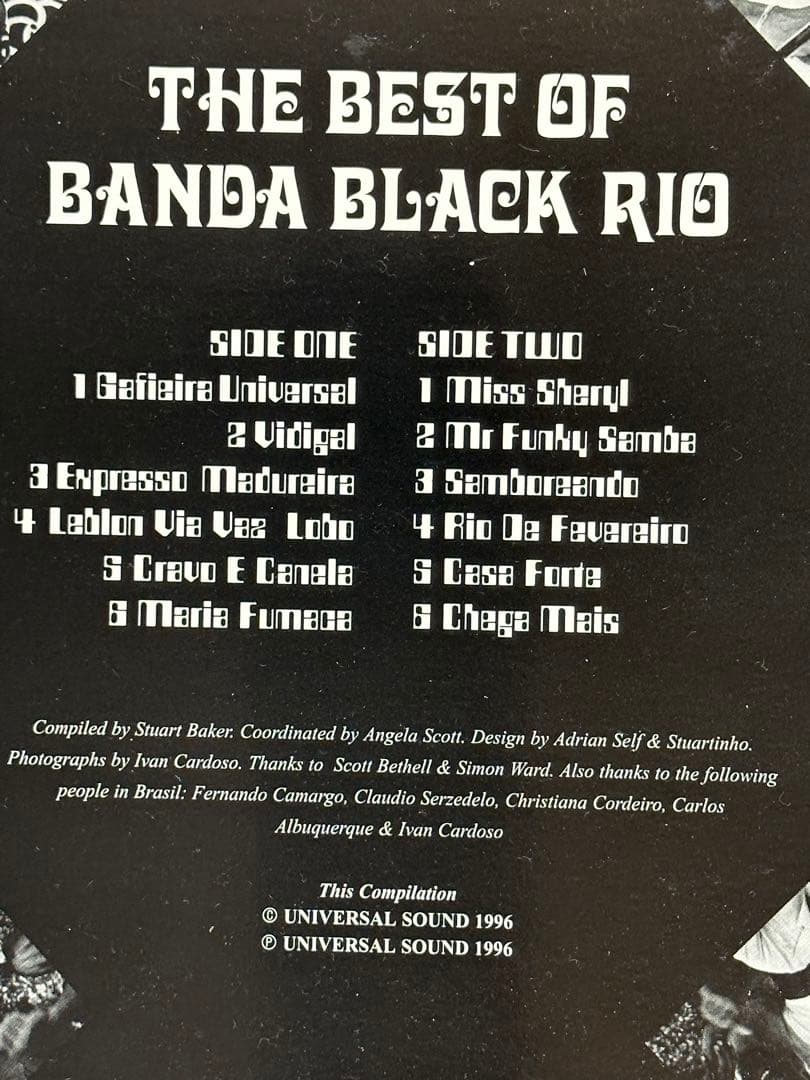 THE BEST OF
BANDA BLACK RIO
SIDE ONE
1 Gafieira Universal
2 Vidigal
3 Expresso Madureira
4 Leblon Via Vaz Lobo
5 Cravo E Canela
6 Maria Fumaca
SIDE TWO
1 Miss Sheryl
2 Mr Funky Samba
3 Samboreando
4 Rio De Fevereiro
5 Casa Forte
6 Chega Mais
Compiled by Stuart Baker. Coordinated by Angela Scott. Design by Adrian Self & Stuartinho.
Photographs by Ivan Cardoso. Thanks to Scott Bethell & Simon Ward. Also thanks to the following
people in Brasil: Fernando Camargo, Claudio Serzedelo, Christiana Cordeiro, Carlos
Albuquerque & Ivan Cardoso
This Compilation
© UNIVERSAL SOUND 1996
℗ UNIVERSAL SOUND 1996